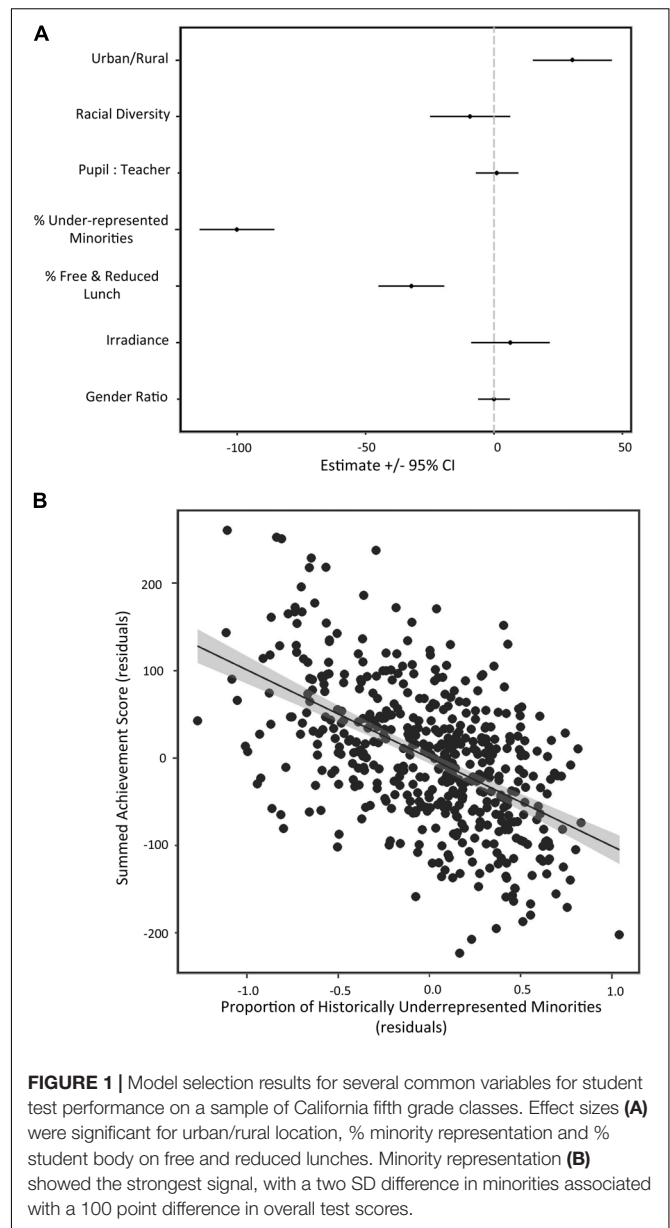 A
Urban/Rural
Racial Diversity
Pupil : Teacher
% Under-represented
Minorities
% Free & Reduced
Lunch
Irradiance
Gender Ratio
-100
-50
0
50
Estimate +/- 95% CI
B
Summed Achievement Score (residuals)
200
100
0
-100
-200
-1.0
-0.5
0.0
0.5
1.0
Proportion of Historically Underrepresented Minorities
(residuals)
FIGURE 1 | Model selection results for several common variables for student
test performance on a sample of California fifth grade classes. Effect sizes (A)
were significant for urban/rural location, % minority representation and %
student body on free and reduced lunches. Minority representation (B)
showed the strongest signal, with a two SD difference in minorities associated
with a 100 point difference in overall test scores.